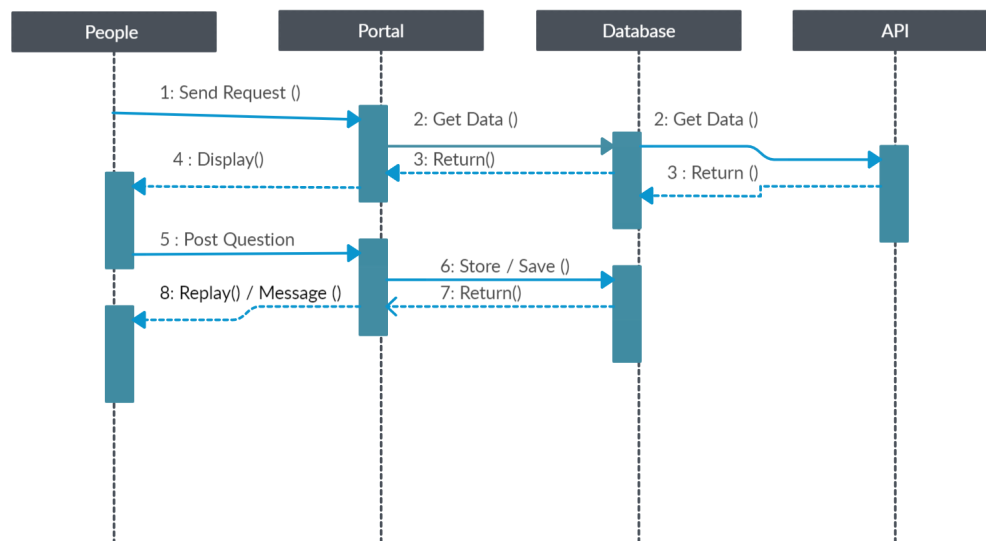 People
Portal
Database
API
1: Send Request ()
2: Get Data ()
2: Get Data ()
4 : Display()
3: Return()
3 : Return ()
5 : Post Question
6: Store / Save ()
8: Replay() / Message ()
7: Return()